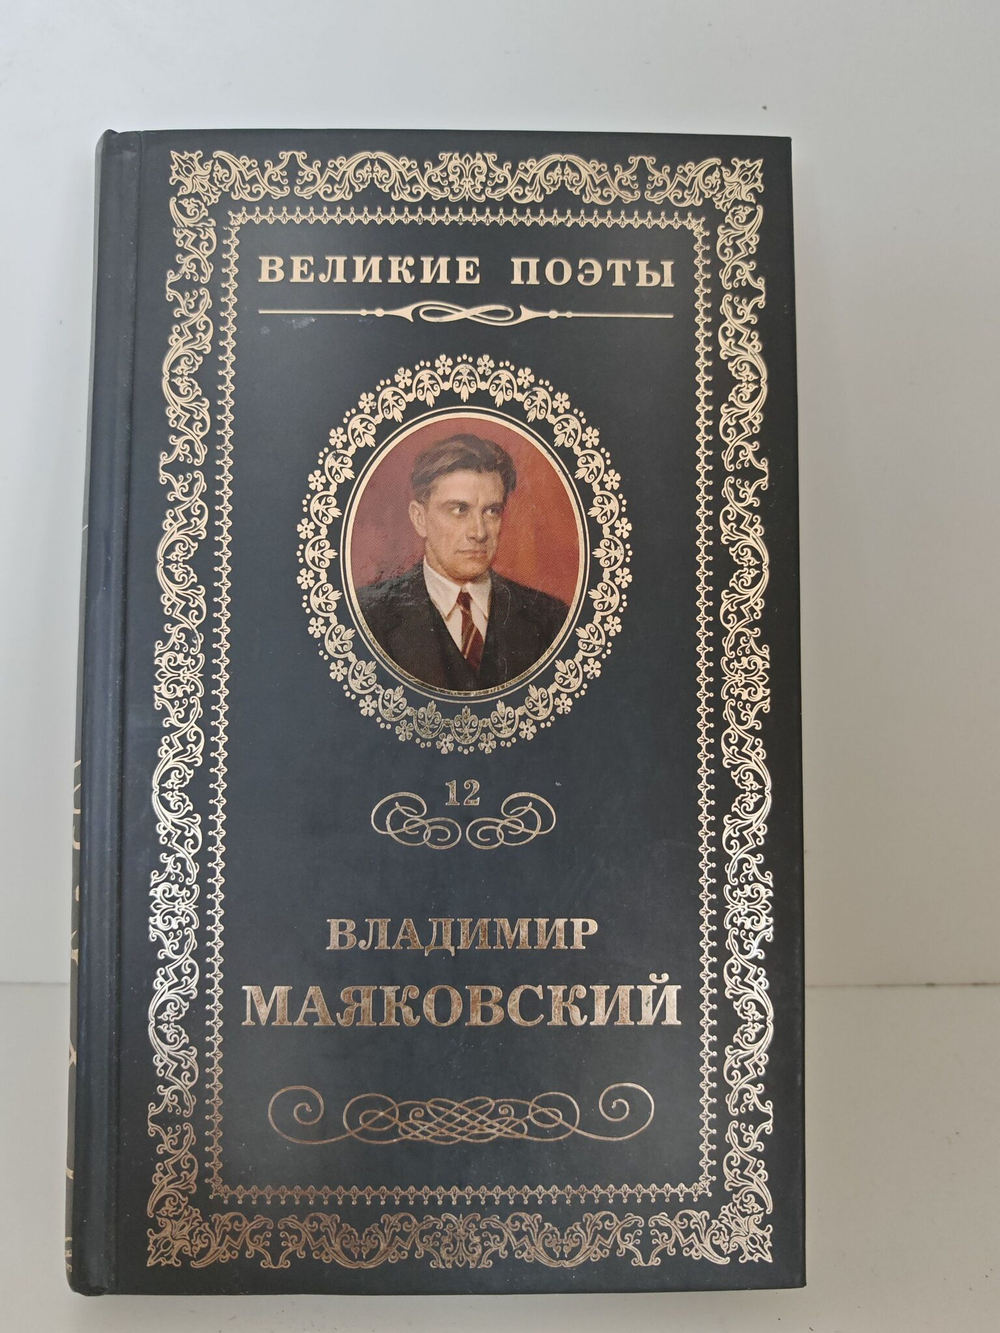 ВЕЛИКИЕ ПОЭТЫ
12
ВЛАДИМИР
МАЯКОВСКИЙ